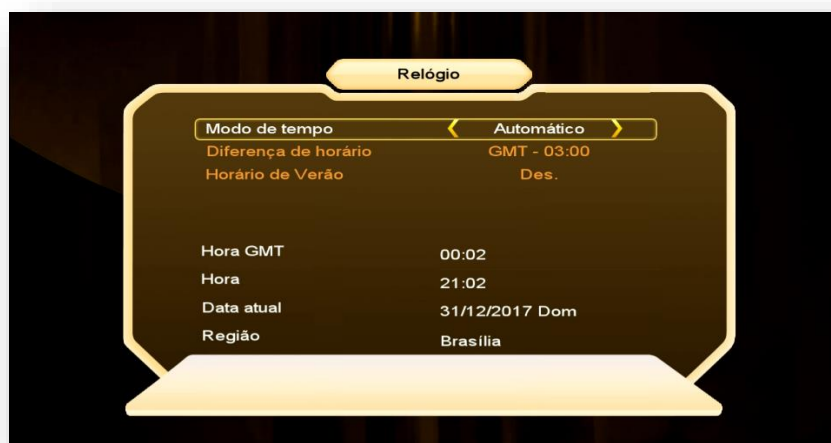 Relógio
Modo de tempo Automático
Diferença de horário GMT - 03:00
Horário de Verão Des.
Hora GMT 00:02
Hora 21:02
Data atual 31/12/2017 Dom
Região Brasília